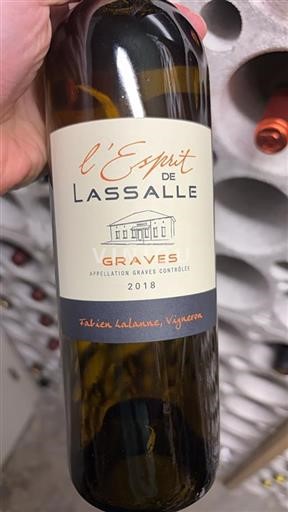 l'Esprit
DE
LASSALLE
GRAVES
APPELLATION GRAVES CONTRÔLÉE
2018
Fabien Lalanne, Vigneron